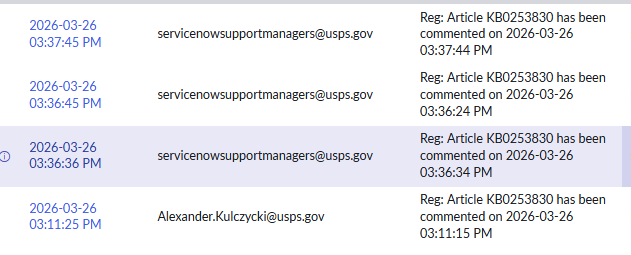 2026-03-26
03:37:45 PM
servicenowsupportmanagers@usps.gov
Reg: Article KB0253830 has been
commented on 2026-03-26
03:37:44 PM
2026-03-26
03:36:45 PM
servicenowsupportmanagers@usps.gov
Reg: Article KB0253830 has been
commented on 2026-03-26
03:36:24 PM
2026-03-26
03:36:36 PM
servicenowsupportmanagers@usps.gov
Reg: Article KB0253830 has been
commented on 2026-03-26
03:36:34 PM
2026-03-26
03:11:25 PM
Alexander.Kulczycki@usps.gov
Reg: Article KB0253830 has been
commented on 2026-03-26
03:11:15 PM